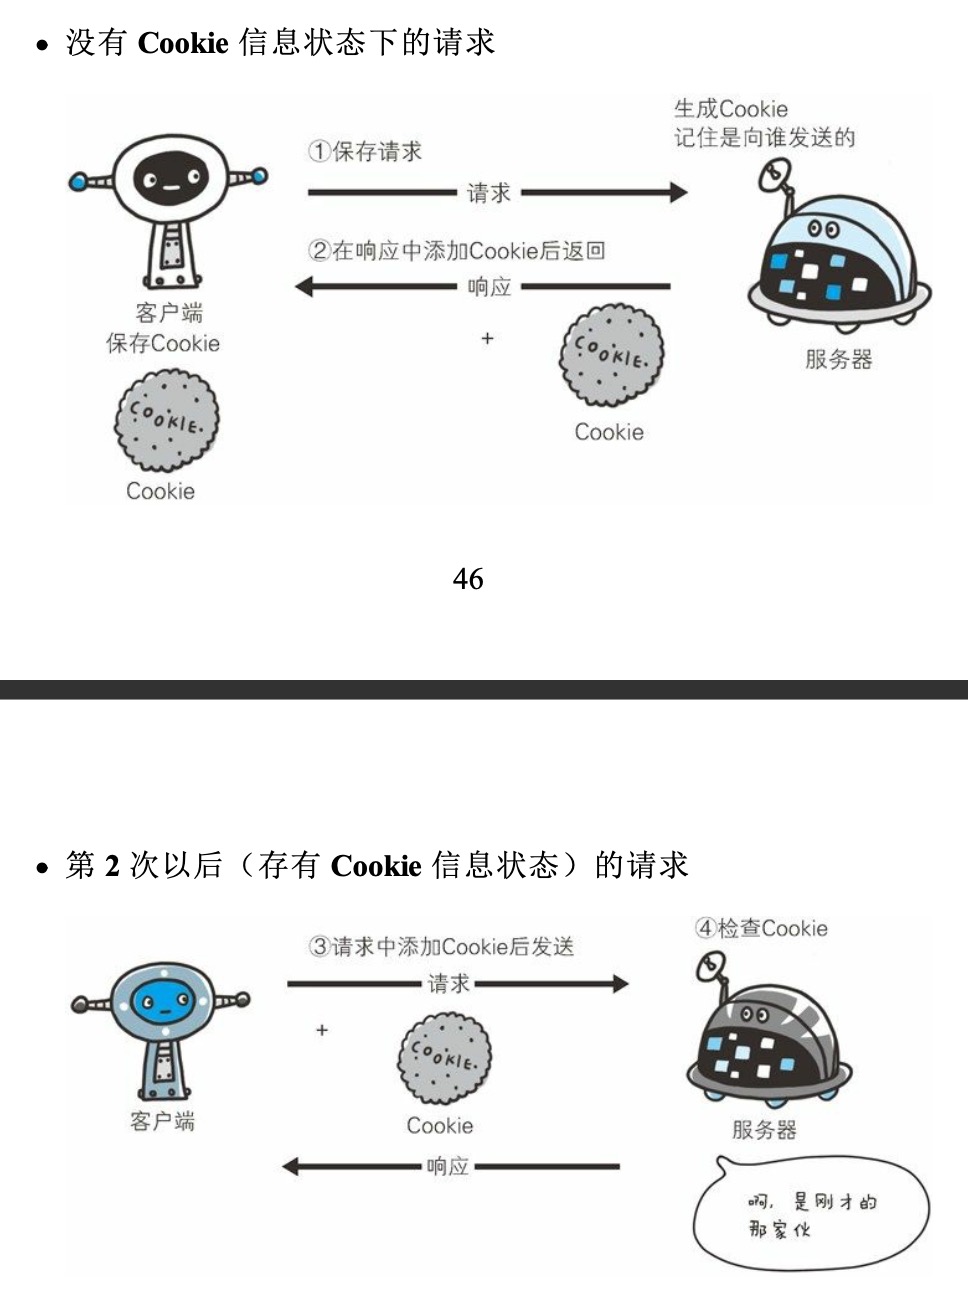 • 没有 Cookie 信息状态下的请求
生成Cookie
记住是向谁发送的
①保存请求
请求
②在响应中添加Cookie后返回
响应
客户端
保存Cookie
+
服务器
COOKIE.
COOKIE.
Cookie
Cookie
46
• 第 2 次以后（存有 Cookie 信息状态）的请求
④检查Cookie
③请求中添加Cookie后发送
请求
+
COOKIE.
客户端
Cookie
服务器
响应
啊，是刚才的
那家伙